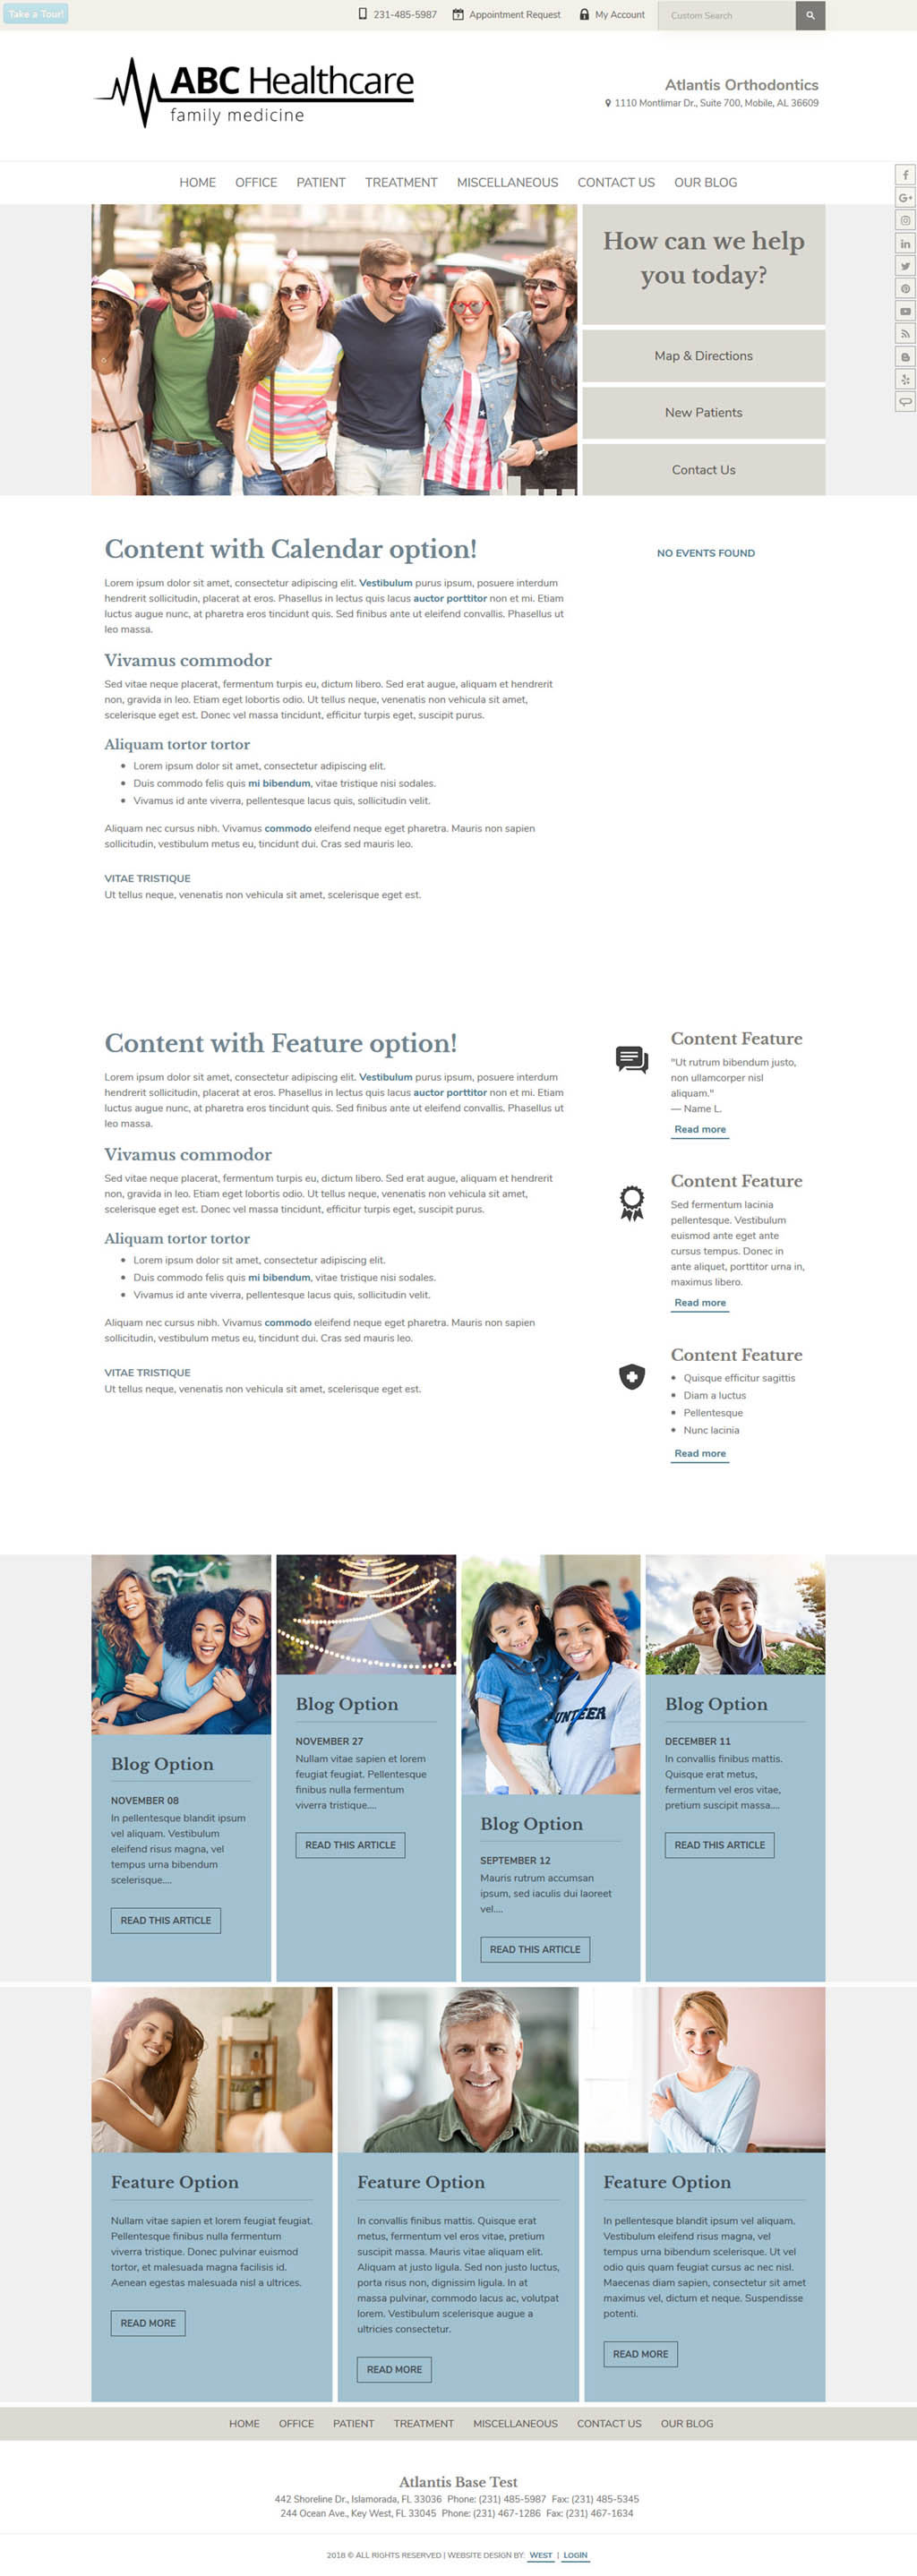 Take a Tour!
231-485-5987 Appointment Request My Account Custom Search
ABC Healthcare
family medicine
Atlantis Orthodontics
1110 Montlimar Dr., Suite 700, Mobile, AL 36609
HOME OFFICE PATIENT TREATMENT MISCELLANEOUS CONTACT US OUR BLOG
How can we help
you today?
Map & Directions
New Patients
Contact Us
Content with Calendar option!
NO EVENTS FOUND
Lorem ipsum dolor sit amet, consectetur adipiscing elit. Vestibulum purus ipsum, posuere interdum
hendrerit sollicitudin, placerat at eros. Phasellus in lectus quis lacus auctor porttitor non et mi. Etiam
luctus augue nunc, at pharetra eros tincidunt quis. Sed finibus ante ut eleifend convallis. Phasellus ut
leo massa.
Vivamus commodor
Sed vitae neque placerat, fermentum turpis eu, dictum libero. Sed erat augue, aliquam et hendrerit
non, gravida in leo. Etiam eget lobortis odio. Ut tellus neque, venenatis non vehicula sit amet,
scelerisque eget est. Donec vel massa tincidunt, efficitur turpis eget, suscipit purus.
Aliquam tortor tortor
• Lorem ipsum dolor sit amet, consectetur adipiscing elit.
• Duis commodo felis quis mi bibendum, vitae tristique nisi sodales.
• Vivamus id ante viverra, pellentesque lacus quis, sollicitudin velit.
Aliquam nec cursus nibh. Vivamus commodo eleifend neque eget pharetra. Mauris non sapien
sollicitudin, vestibulum metus eu, tincidunt dui. Cras sed mauris leo.
VITAE TRISTIQUE
Ut tellus neque, venenatis non vehicula sit amet, scelerisque eget est.
Content with Feature option!
Lorem ipsum dolor sit amet, consectetur adipiscing elit. Vestibulum purus ipsum, posuere interdum
hendrerit sollicitudin, placerat at eros. Phasellus in lectus quis lacus auctor porttitor non et mi. Etiam
luctus augue nunc, at pharetra eros tincidunt quis. Sed finibus ante ut eleifend convallis. Phasellus ut
leo massa.
Vivamus commodor
Sed vitae neque placerat, fermentum turpis eu, dictum libero. Sed erat augue, aliquam et hendrerit
non, gravida in leo. Etiam eget lobortis odio. Ut tellus neque, venenatis non vehicula sit amet,
scelerisque eget est. Donec vel massa tincidunt, efficitur turpis eget, suscipit purus.
Aliquam tortor tortor
• Lorem ipsum dolor sit amet, consectetur adipiscing elit.
• Duis commodo felis quis mi bibendum, vitae tristique nisi sodales.
• Vivamus id ante viverra, pellentesque lacus quis, sollicitudin velit.
Aliquam nec cursus nibh. Vivamus commodo eleifend neque eget pharetra. Mauris non sapien
sollicitudin, vestibulum metus eu, tincidunt dui. Cras sed mauris leo.
VITAE TRISTIQUE
Ut tellus neque, venenatis non vehicula sit amet, scelerisque eget est.
Content Feature
"Ut rutrum bibendum justo,
non ullamcorper nisl
aliquam."
— Name L.
Read more
Content Feature
Sed fermentum lacinia
pellentesque. Vestibulum
euismod ante eget ante
cursus tempus. Donec in
ante aliquet, porttitor urna in,
maximus libero.
Read more
Content Feature
• Quisque efficitur sagittis
• Diam a luctus
• Pellentesque
• Nunc lacinia
Read more
Blog Option
NOVEMBER 08
In pellentesque blandit ipsum
vel aliquam. Vestibulum
eleifend risus magna, vel
tempus urna bibendum
scelerisque....
READ THIS ARTICLE
Blog Option
NOVEMBER 27
Nullam vitae sapien et lorem
feugiat feugiat. Pellentesque
finibus nulla fermentum
viverra tristique....
READ THIS ARTICLE
UNTEER
Blog Option
SEPTEMBER 12
Mauris rutrum accumsan
ipsum, sed iaculis dui laoreet
vel....
READ THIS ARTICLE
Blog Option
DECEMBER 11
In convallis finibus mattis.
Quisque erat metus,
fermentum vel eros vitae,
pretium suscipit massa....
READ THIS ARTICLE
Feature Option
Nullam vitae sapien et lorem feugiat feugiat.
Pellentesque finibus nulla fermentum
viverra tristique. Donec pulvinar euismod
tortor, et malesuada magna facilisis id.
Aenean egestas malesuada nisl a ultrices.
READ MORE
Feature Option
In convallis finibus mattis. Quisque erat
metus, fermentum vel eros vitae, pretium
suscipit massa. Mauris vitae aliquam elit.
Aliquam at justo ligula. Sed non justo luctus,
porta risus non, dignissim ligula. In at
massa pulvinar, commodo lacus ac, volutpat
lorem. Vestibulum scelerisque augue a
ultricies consectetur.
READ MORE
Feature Option
In pellentesque blandit ipsum vel aliquam.
Vestibulum eleifend risus magna, vel
tempus urna bibendum scelerisque. Ut vel
odio quis quam feugiat cursus ac nec nisl.
Maecenas diam sapien, consectetur sit amet
maximus vel, dictum et neque. Suspendisse
potenti.
READ MORE
HOME OFFICE PATIENT TREATMENT MISCELLANEOUS CONTACT US OUR BLOG
Atlantis Base Test
442 Shoreline Dr., Islamorada, FL 33036 Phone: (231) 485-5987 Fax: (231) 485-5345
244 Ocean Ave., Key West, FL 33045 Phone: (231) 467-1286 Fax: (231) 467-1634
2018 © ALL RIGHTS RESERVED | WEBSITE DESIGN BY: WEST | LOGIN